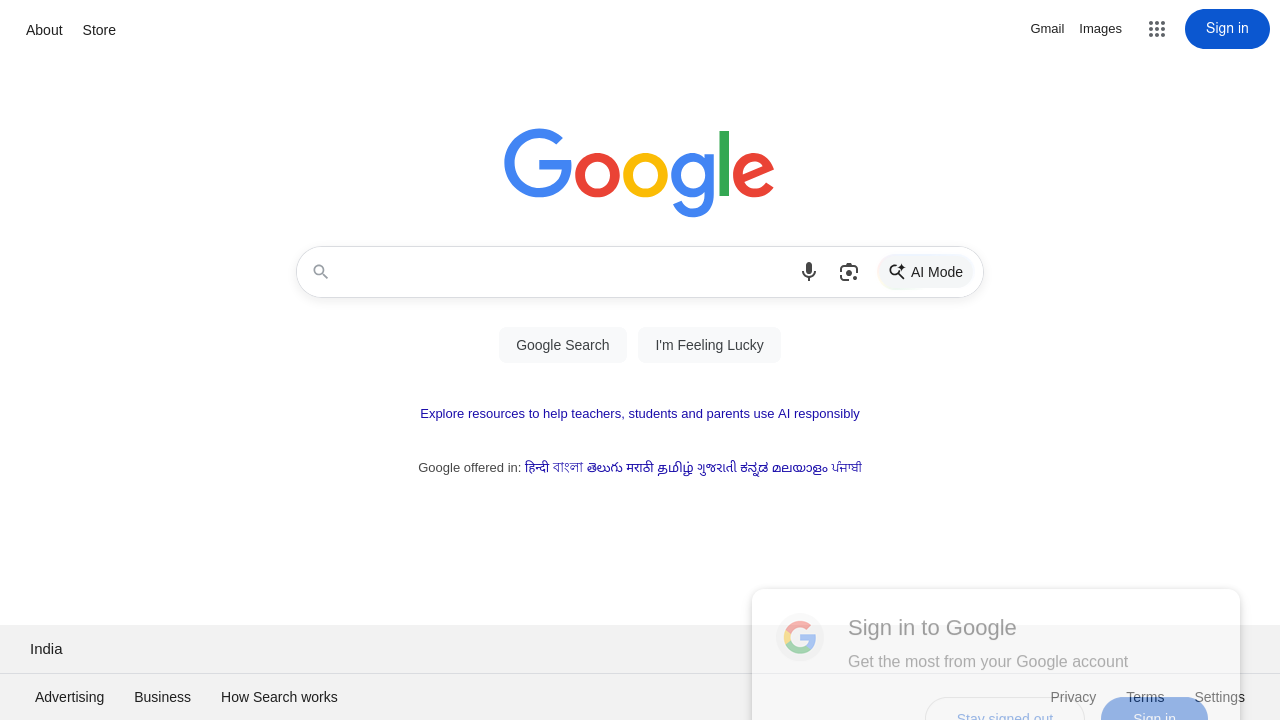 About Store Gmail Images Sign in
Google
AI Mode
Google Search I'm Feeling Lucky
Explore resources to help teachers, students and parents use AI responsibly
Google offered in: हिन्दी বাংলা తెలుగు मराठी தமிழ் ગુજરાતી ಕನ್ನಡ മലയാളം ਪੰਜਾਬੀ
Sign in to Google
Get the most from your Google account
Stay signed out Sign in
India
Advertising Business How Search works Privacy Terms Settings